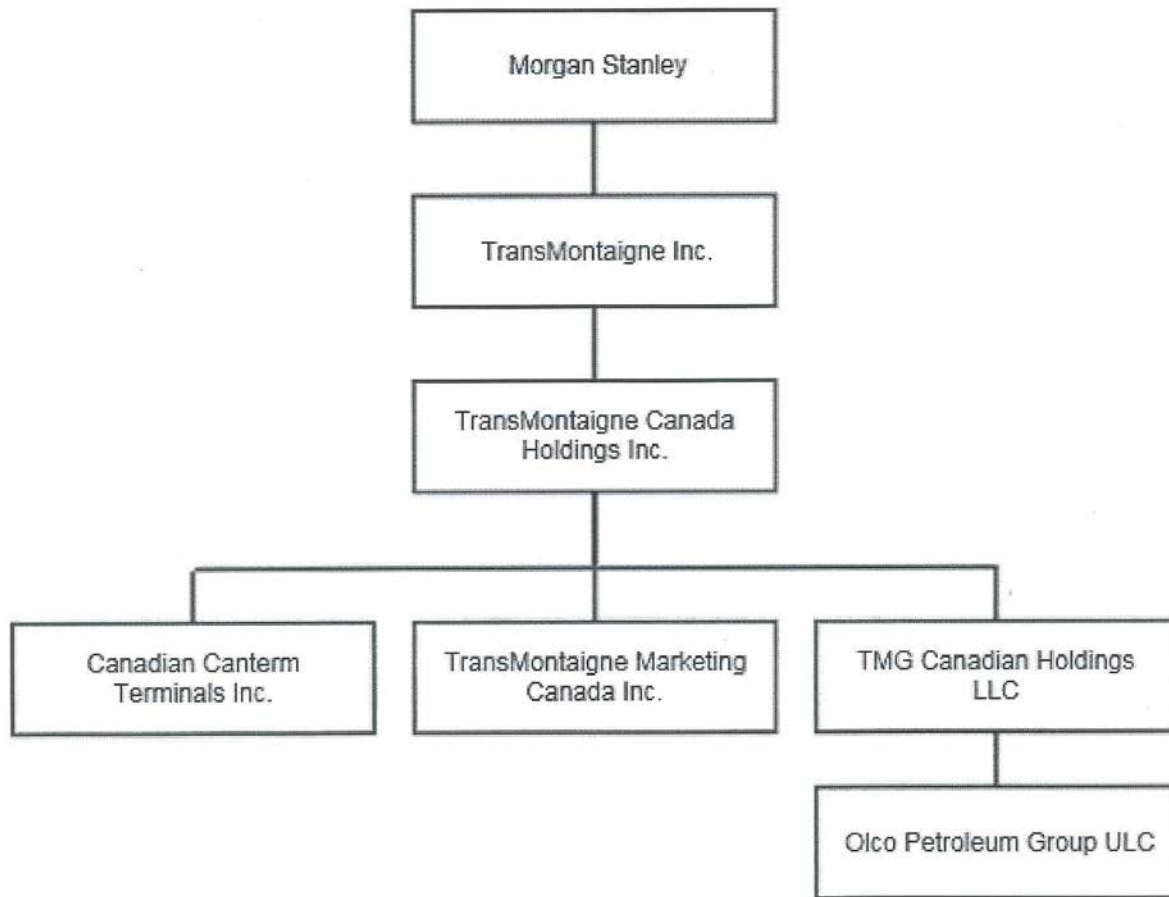 Morgan Stanley
TransMontaigne Inc.
TransMontaigne Canada
Holdings Inc.
Canadian Canterm
Terminals Inc.
TransMontaigne Marketing
Canada Inc.
TMG Canadian Holdings
LLC
Olco Petroleum Group ULC